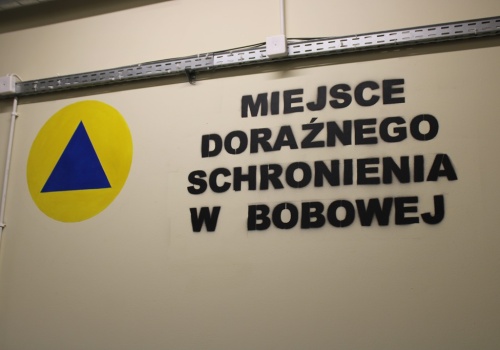 MIEJSCE
DORAŹNEGO
SCHRONIENIA
W BOBOWEJ